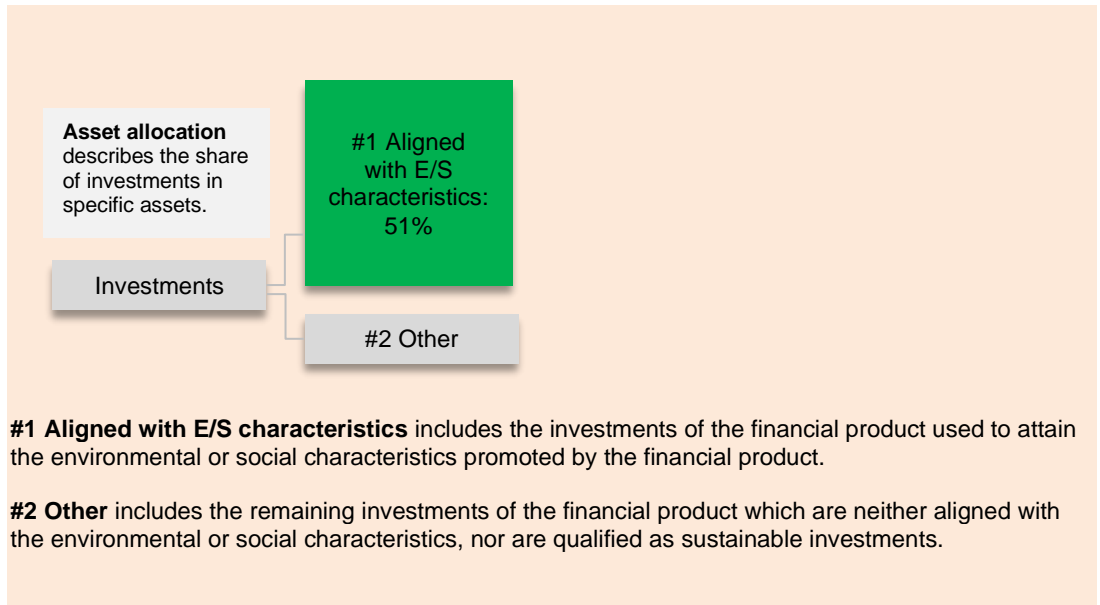 Asset allocation
describes the share
of investments in
specific assets.
#1 Aligned
with E/S
characteristics:
51%
Investments
#2 Other
#1 Aligned with E/S characteristics includes the investments of the financial product used to attain
the environmental or social characteristics promoted by the financial product.
#2 Other includes the remaining investments of the financial product which are neither aligned with
the environmental or social characteristics, nor are qualified as sustainable investments.